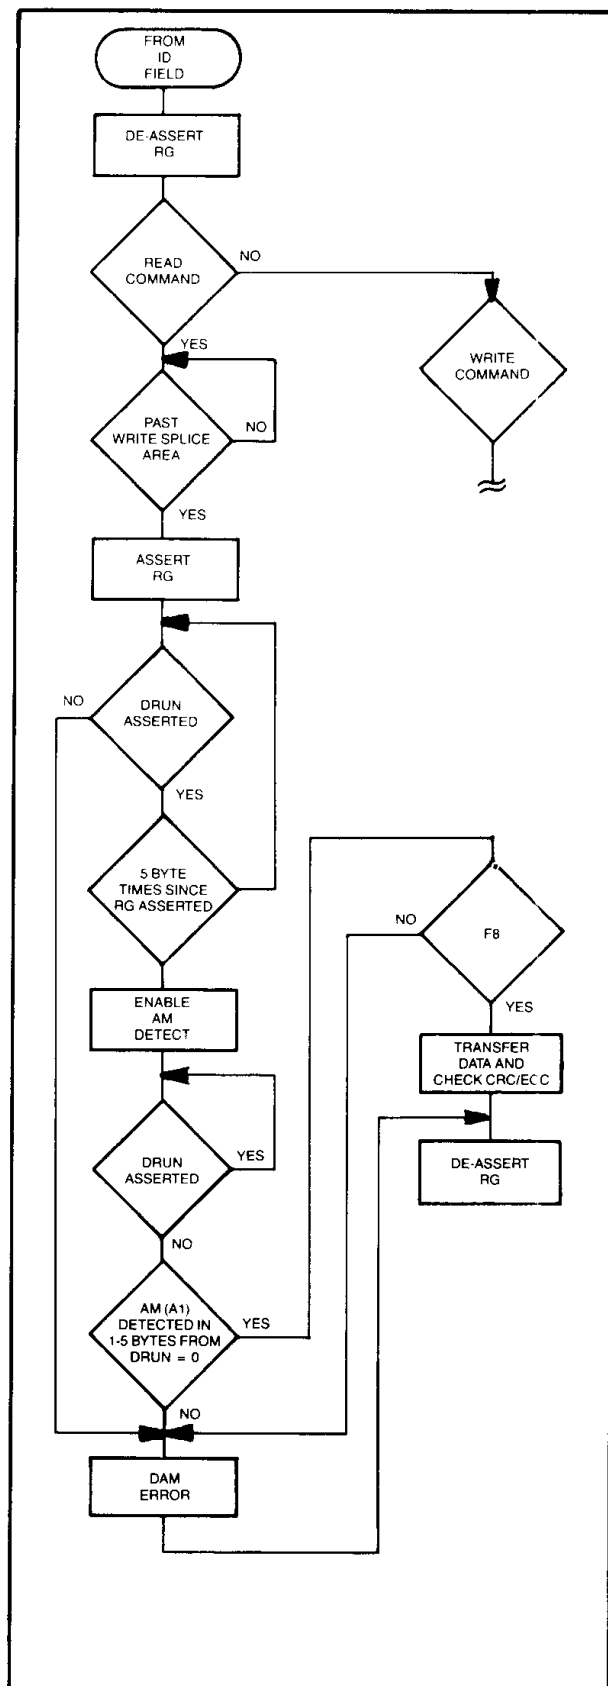 FROM
ID
FIELD
DE-ASSERT
RG
READ
COMMAND
NO
YES
WRITE
COMMAND
PAST
WRITE SPLICE
AREA
NO
YES
ASSERT
RG
DRUN
ASSERTED
NO
YES
5 BYTE
TIMES SINCE
RG ASSERTED
ENABLE
AM
DETECT
DRUN
ASSERTED
YES
NO
AM (A1)
DETECTED IN
1-5 BYTES FROM
DRUN = 0
YES
NO
DAM
ERROR
F8
NO
YES
TRANSFER
DATA AND
CHECK CRC/ECC
DE-ASSERT
RG